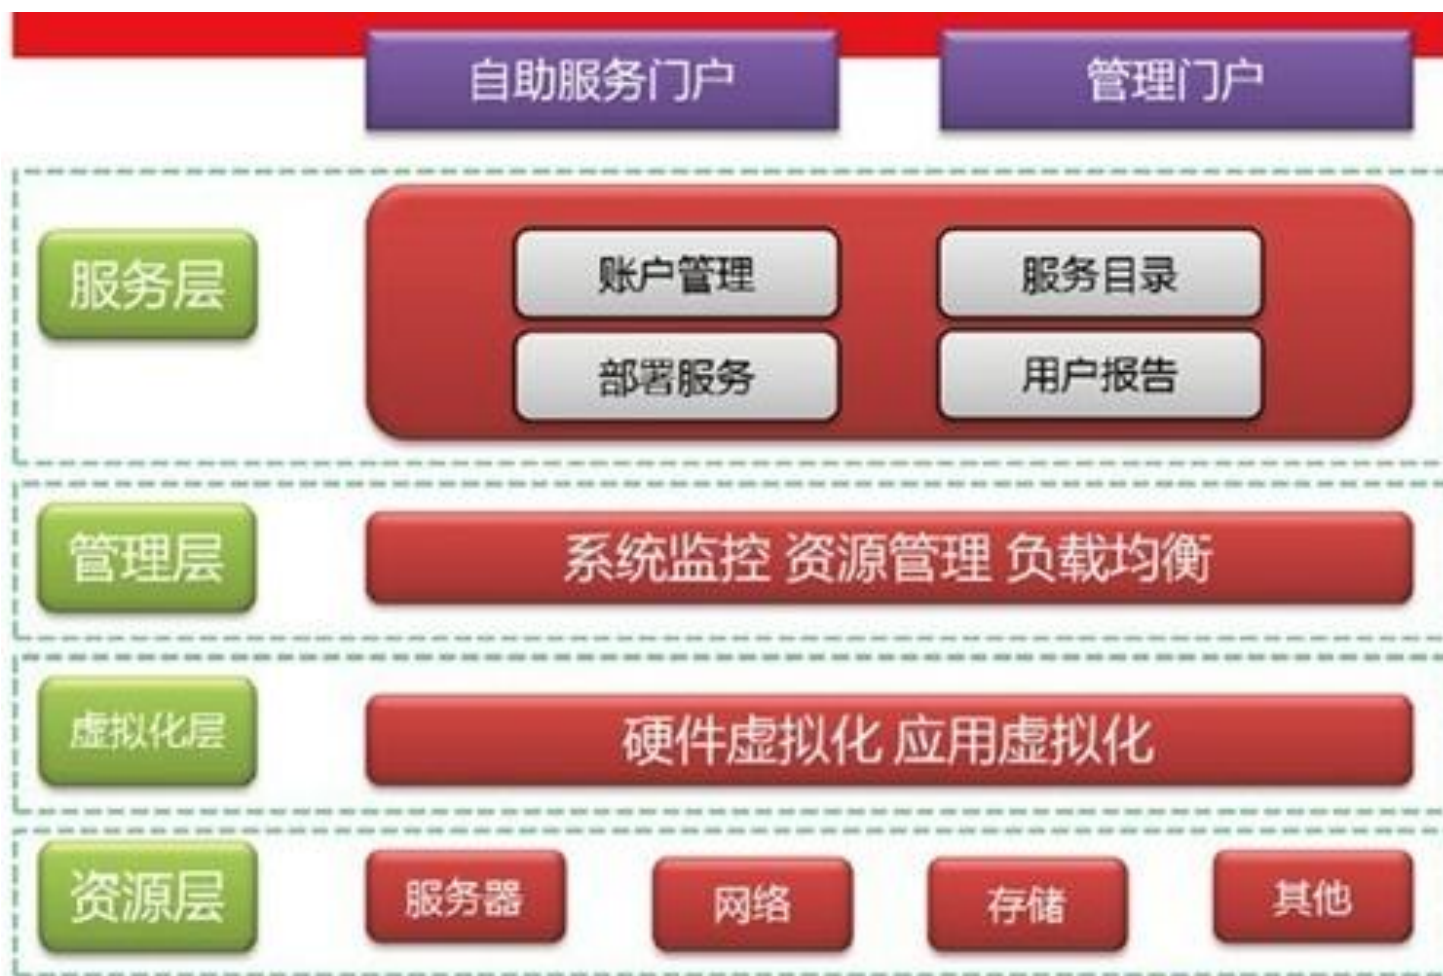 自助服务门户
管理门户
服务层
账户管理
服务目录
部署服务
用户报告
管理层
系统监控 资源管理 负载均衡
虚拟化层
硬件虚拟化 应用虚拟化
资源层
服务器
网络
存储
其他